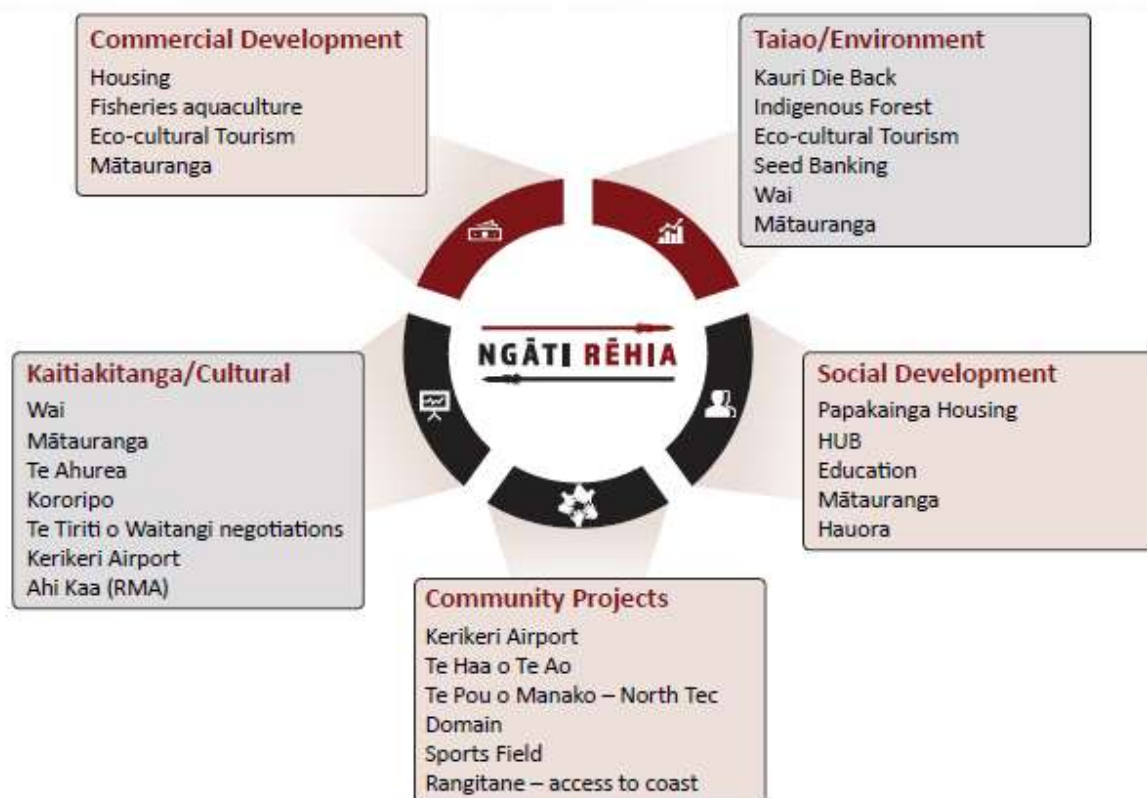 Commercial Development
Housing
Fisheries aquaculture
Eco-cultural Tourism
Mātauranga
Taiao/Environment
Kauri Die Back
Indigenous Forest
Eco-cultural Tourism
Seed Banking
Wai
Mātauranga
NGĀTI RĒHIA
Kaitiakitanga/Cultural
Wai
Mātauranga
Te Ahurea
Kororipo
Te Tiriti o Waitangi negotiations
Kerikeri Airport
Ahi Kaa (RMA)
Social Development
Papakainga Housing
HUB
Education
Mātauranga
Hauora
Community Projects
Kerikeri Airport
Te Haa o Te Ao
Te Pou o Manako – North Tec
Domain
Sports Field
Rangitane – access to coast